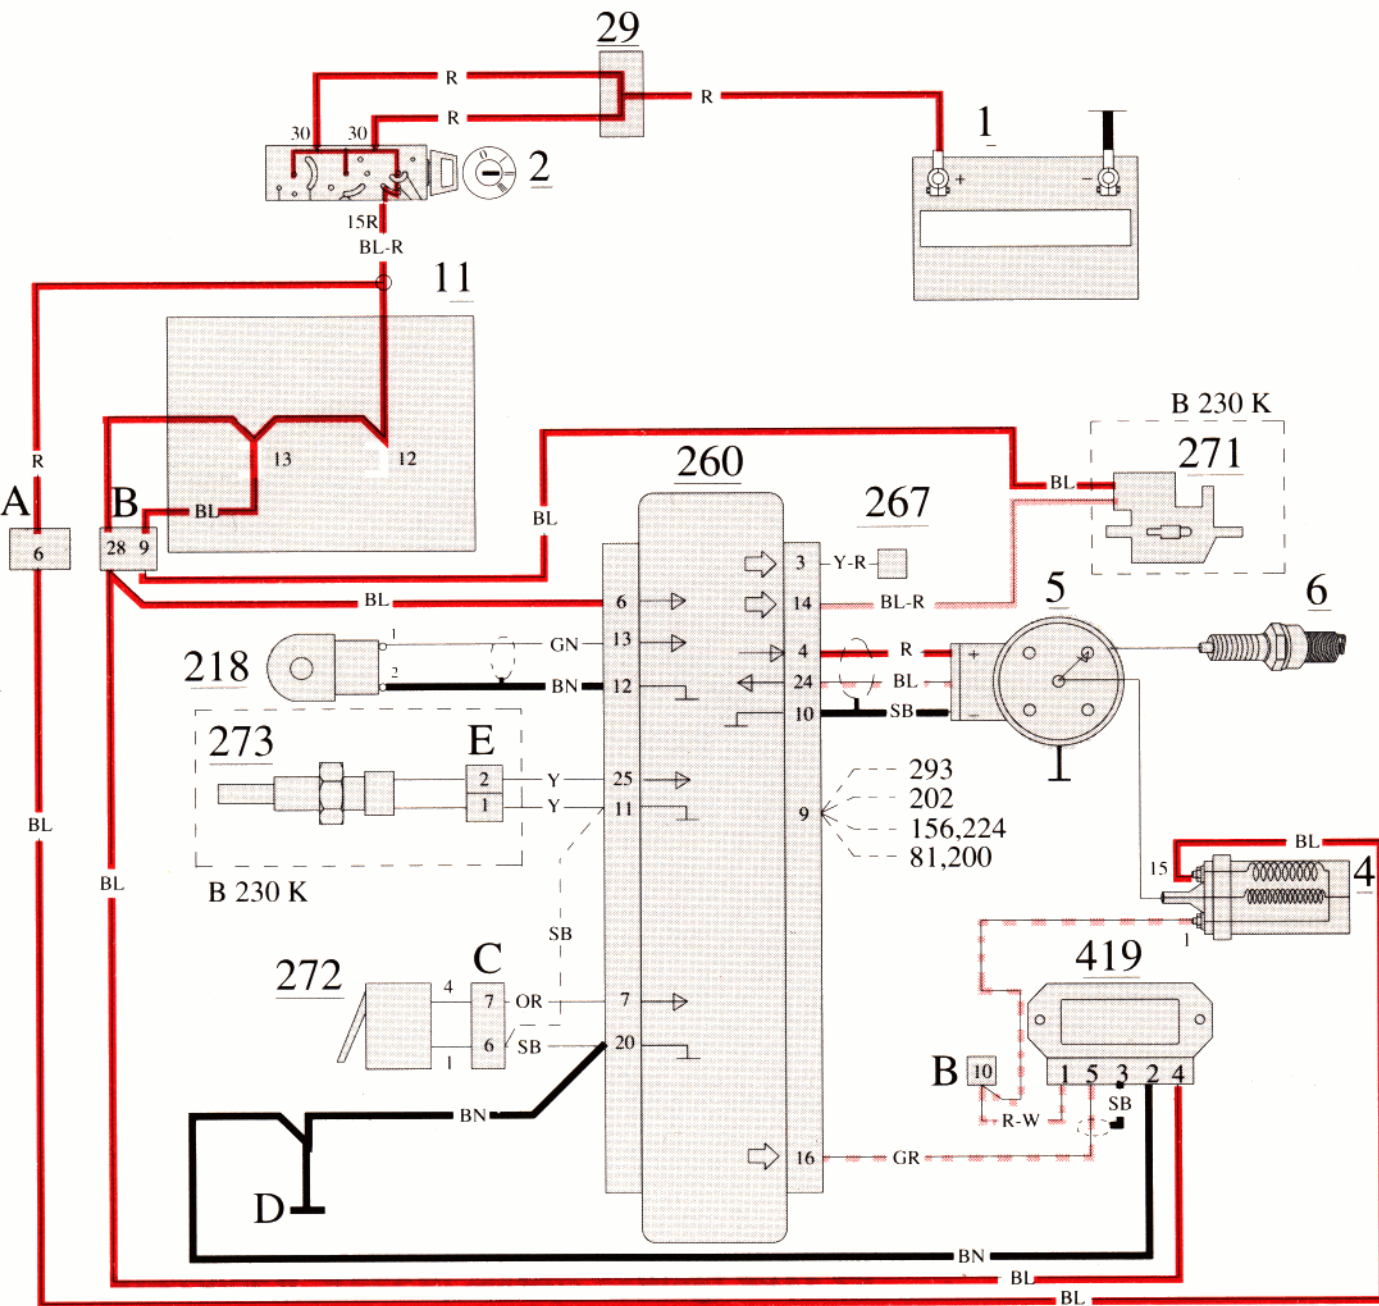 29
R
R
R
1
30 30
2
+ −
0 I II III
15R
BL-R
11
B 230 K
13 12
271
260
R
BL
A B
BL
267
BL
28 9
6
3 Y-R
6
14 BL-R
5
6
BL
1
13
GN
4 R +
218
2
24 BL
BN 12
10 SB −
273 E
293
2 Y 25
202
1 Y 11
9
156,224
BL
81,200
BL
15
4
BL
B 230 K
SB
1
272 C
419
4
7 OR 7
6 SB 20
1
B 10
1 5 3 2 4
SB
BN
R-W
16 GR
D
BN
BL
BL